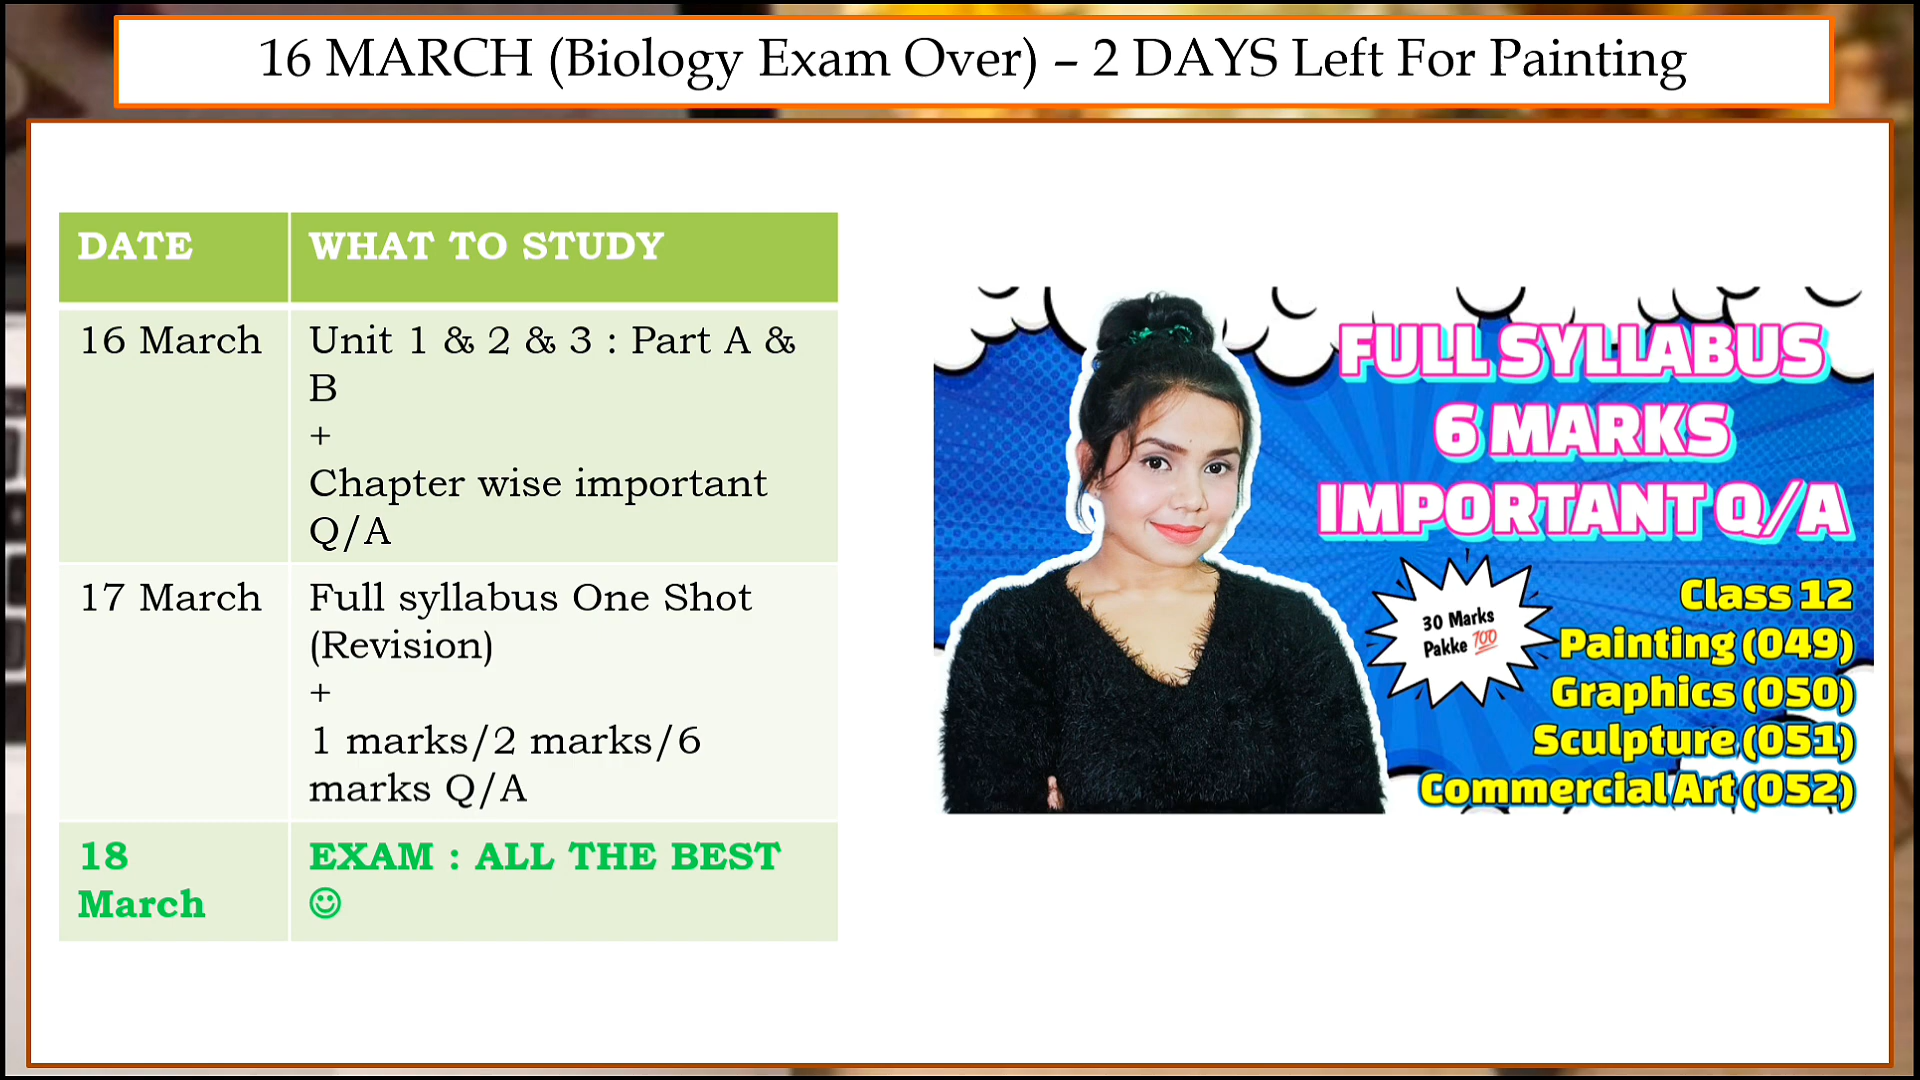 16 MARCH (Biology Exam Over) – 2 DAYS Left For Painting
DATE
WHAT TO STUDY
16 March
Unit 1 & 2 & 3 : Part A &
B
+
Chapter wise important
Q/A
17 March
Full syllabus One Shot
(Revision)
+
1 marks/2 marks/6
marks Q/A
18
March
EXAM : ALL THE BEST
☺
FULL SYLLABUS
6 MARKS
IMPORTANT Q/A
30 Marks
Pakke 💯
Class 12
Painting (049)
Graphics (050)
Sculpture (051)
Commercial Art (052)